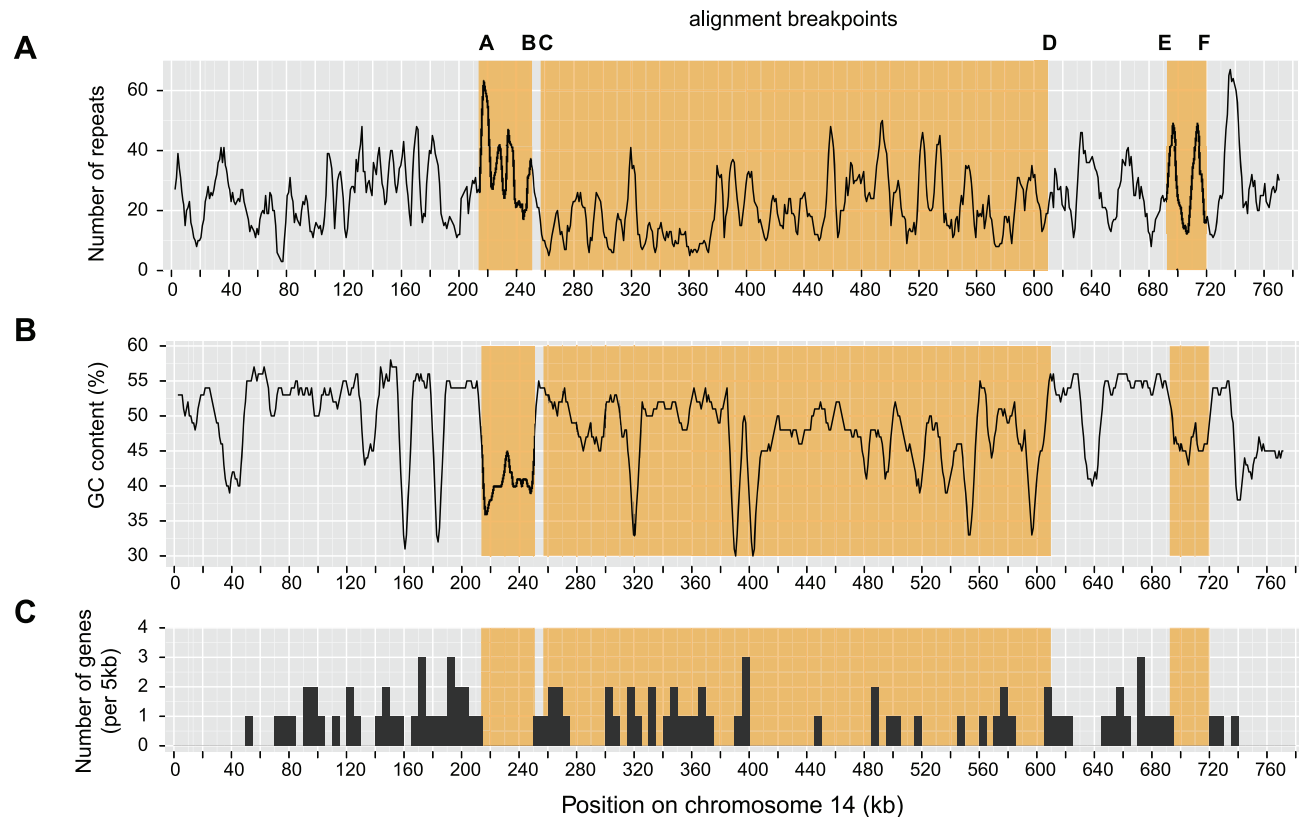 alignment breakpoints
A
A B C D E F
Number of repeats
60
40
20
0
0 40 80 120 160 200 240 280 320 360 400 440 480 520 560 600 640 680 720 760
B
GC content (%)
60
55
50
45
40
35
30
0 40 80 120 160 200 240 280 320 360 400 440 480 520 560 600 640 680 720 760
C
Number of genes
(per 5kb)
4
3
2
1
0
0 40 80 120 160 200 240 280 320 360 400 440 480 520 560 600 640 680 720 760
Position on chromosome 14 (kb)